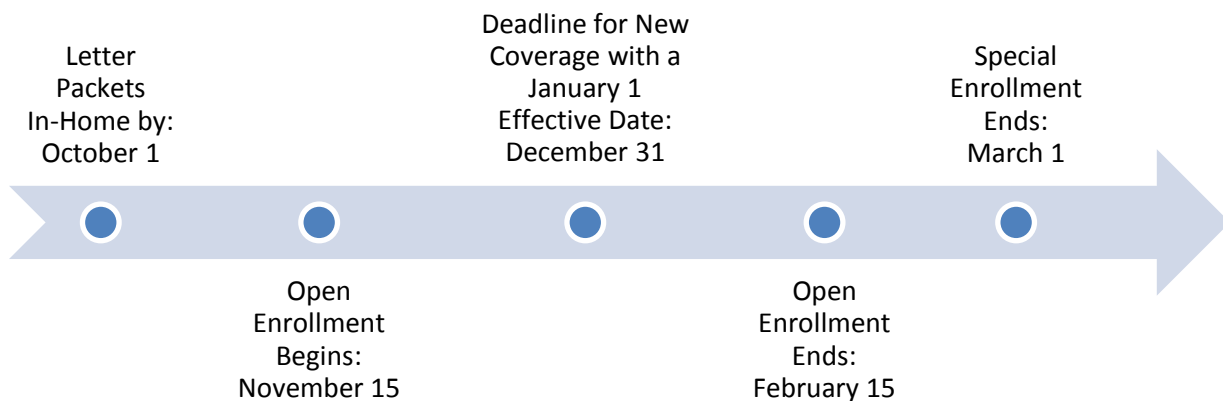 Letter
Packets
In-Home by:
October 1
Open
Enrollment
Begins:
November 15
Deadline for New
Coverage with a
January 1
Effective Date:
December 31
Open
Enrollment
Ends:
February 15
Special
Enrollment
Ends:
March 1